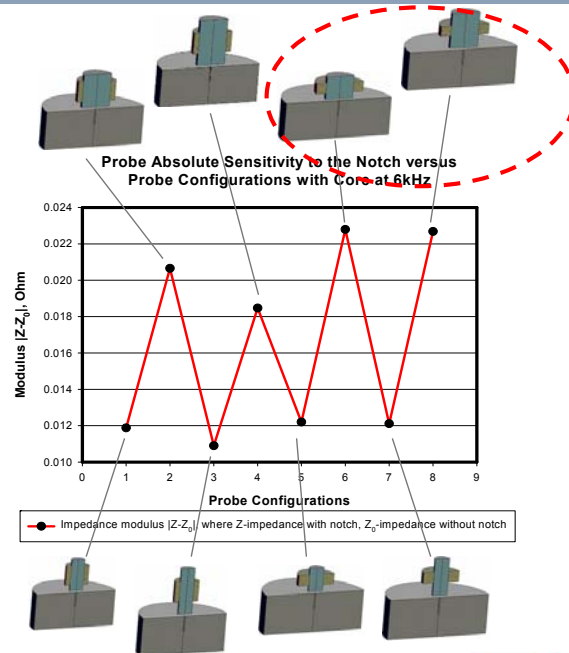 Probe Absolute Sensitivity to the Notch versus
Probe Configurations with Core at 6kHz
Modulus |Z-Z₀|, Ohm
0.024
0.022
0.020
0.018
0.016
0.014
0.012
0.010
0 1 2 3 4 5 6 7 8 9
Probe Configurations
Impedance modulus |Z-Z₀|, where Z-impedance with notch, Z₀-impedance without notch